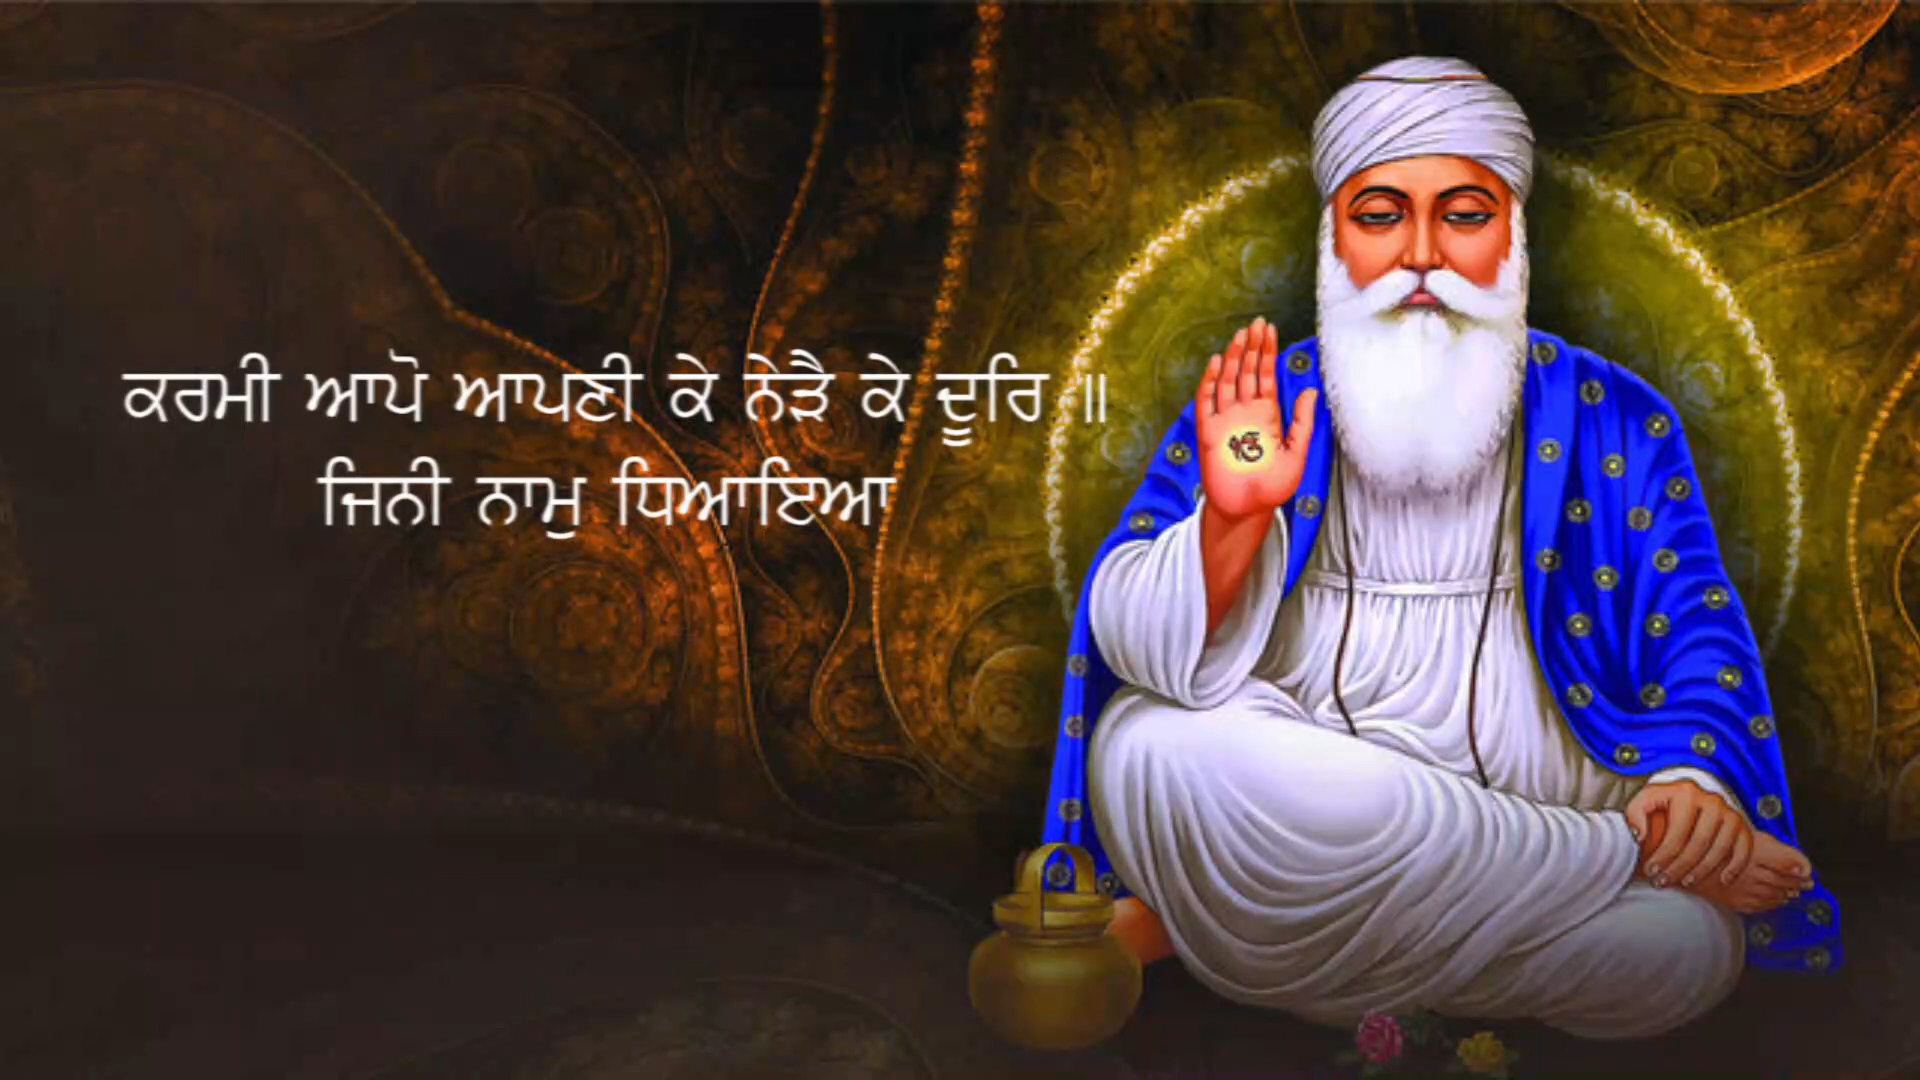 ਕਰਮੀ ਆਪੋ ਆਪਣੀ ਕੇ ਨੇੜੈ ਕੇ ਦੂਰਿ ॥
ਜਿਨੀ ਨਾਮੁ ਧਿਆਇਆ
ੴ